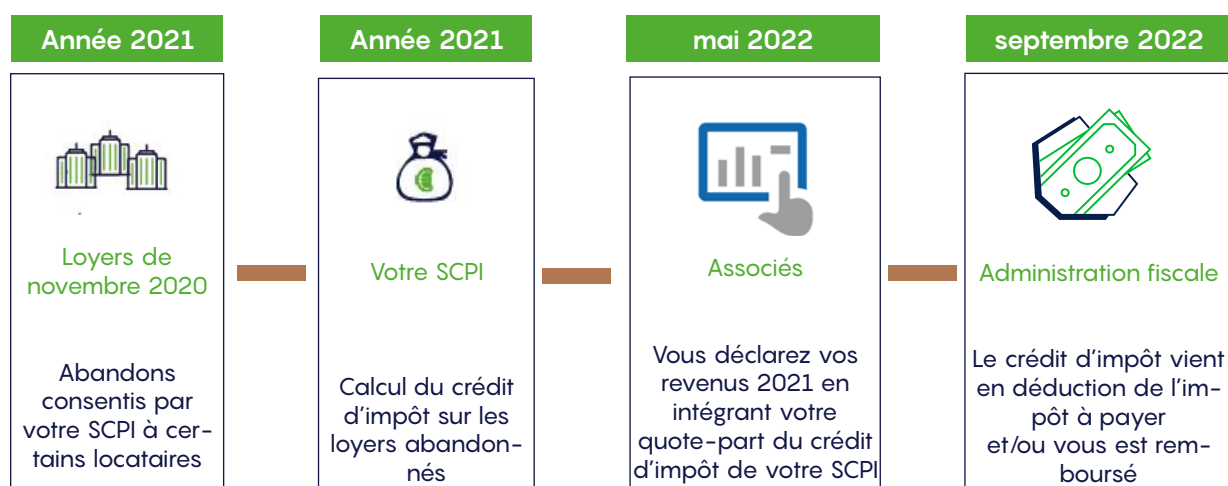 Année 2021
Loyers de
novembre 2020
Abandons
consentis par
votre SCPI à cer-
tains locataires
Année 2021
Votre SCPI
Calcul du crédit
d'impôt sur les
loyers abandon-
nés
mai 2022
Associés
Vous déclarez vos
revenus 2021 en
intégrant votre
quote-part du crédit
d'impôt de votre SCPI
septembre 2022
Administration fiscale
Le crédit d'impôt vient
en déduction de l'im-
pôt à payer
et/ou vous est rem-
boursé